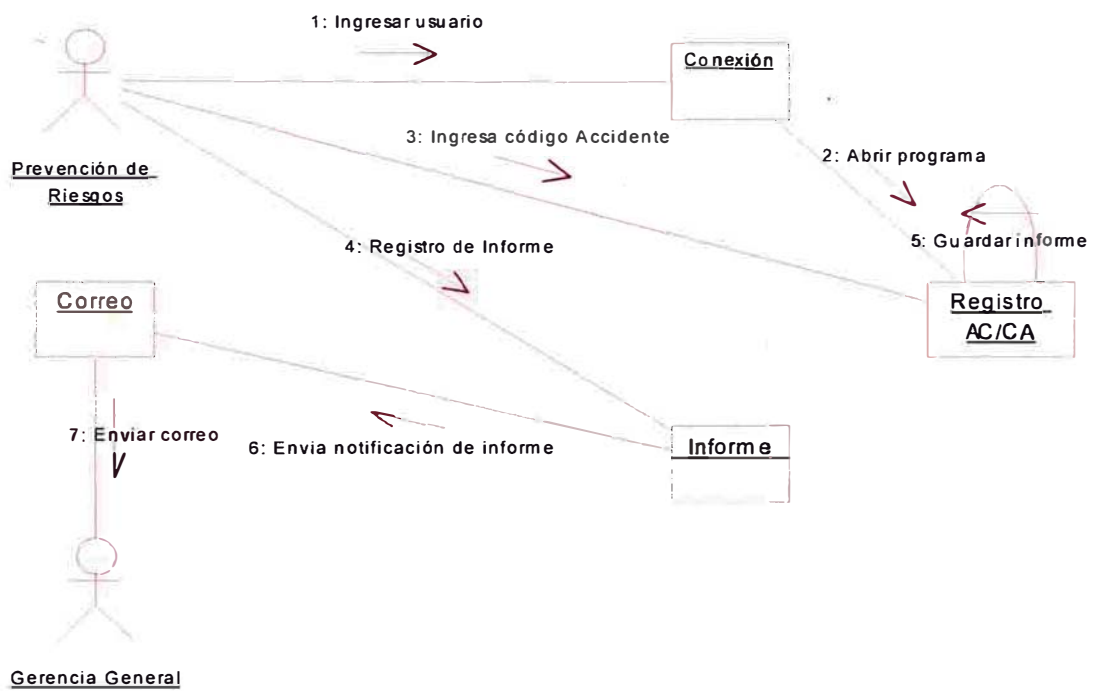 1: Ingresar usuario
Conexión
3: Ingresa código Accidente
2: Abrir programa
Prevención de
Riesgos
4: Registro de Informe
5: Guardar informe
Correo
Registro
AC/CA
7: Enviar correo
6: Envia notificación de informe
Informe
Gerencia General